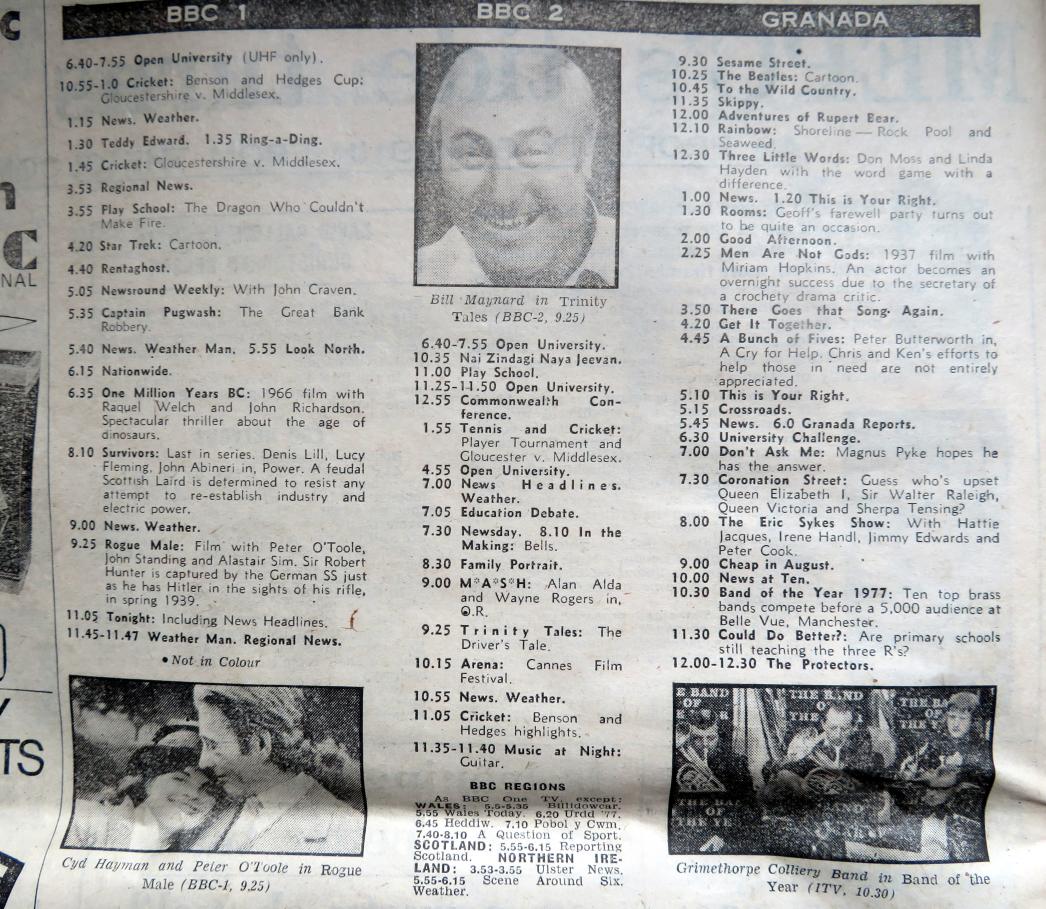 BBC 1
6.40-7.55 Open University (UHF only).
10.55-1.0 Cricket: Benson and Hedges Cup:
Gloucestershire v. Middlesex.
1.15 News. Weather.
1.30 Teddy Edward. 1.35 Ring-a-Ding.
1.45 Cricket: Gloucestershire v. Middlesex.
3.53 Regional News.
3.55 Play School: The Dragon Who Couldn't
Make Fire.
4.20 Star Trek: Cartoon.
4.40 Rentaghost.
5.05 Newsround Weekly: With John Craven.
5.35 Captain Pugwash: The Great Bank
Robbery.
5.40 News. Weather Man. 5.55 Look North.
6.15 Nationwide.
6.35 One Million Years BC: 1966 film with
Raquel Welch and John Richardson.
Spectacular thriller about the age of
dinosaurs.
8.10 Survivors: Last in series. Denis Lill, Lucy
Fleming, John Abineri in, Power. A feudal
Scottish Laird is determined to resist any
attempt to re-establish industry and
electric power.
9.00 News. Weather.
9.25 Rogue Male: Film with Peter O'Toole,
John Standing and Alastair Sim. Sir Robert
Hunter is captured by the German SS just
as he has Hitler in the sights of his rifle,
in spring 1939.
11.05 Tonight: Including News Headlines.
11.45-11.47 Weather Man. Regional News.
• Not in Colour
Cyd Hayman and Peter O'Toole in Rogue
Male (BBC-1, 9.25)
BBC 2
Bill Maynard in Trinity
Tales (BBC-2, 9.25)
6.40-7.55 Open University.
10.35 Nai Zindagi Naya Jeevan.
11.00 Play School.
11.25-11.50 Open University.
12.55 Commonwealth Con-
ference.
1.55 Tennis and Cricket:
Player Tournament and
Gloucester v. Middlesex.
4.55 Open University.
7.00 News Headlines.
Weather.
7.05 Education Debate.
7.30 Newsday. 8.10 In the
Making: Bells.
8.30 Family Portrait.
9.00 M*A*S*H: Alan Alda
and Wayne Rogers in,
O.R.
9.25 Trinity Tales: The
Driver's Tale.
10.15 Arena: Cannes Film
Festival.
10.55 News. Weather.
11.05 Cricket: Benson and
Hedges highlights.
11.35-11.40 Music at Night:
Guitar.
BBC REGIONS
As BBC One TV except:
WALES: 5.5-5.35 Billidowcar.
5.55 Wales Today. 6.20 Urdd '77.
6.45 Heddiw. 7.10 Pobol y Cwm.
7.40-8.10 A Question of Sport.
SCOTLAND: 5.55-6.15 Reporting
Scotland. NORTHERN IRE-
LAND: 3.53-3.55 Ulster News.
5.55-6.15 Scene Around Six.
Weather.
GRANADA
9.30 Sesame Street.
10.25 The Beatles: Cartoon.
10.45 To the Wild Country.
11.35 Skippy.
12.00 Adventures of Rupert Bear.
12.10 Rainbow: Shoreline — Rock Pool and
Seaweed.
12.30 Three Little Words: Don Moss and Linda
Hayden with the word game with a
difference.
1.00 News. 1.20 This is Your Right.
1.30 Rooms: Geoff's farewell party turns out
to be quite an occasion.
2.00 Good Afternoon.
2.25 Men Are Not Gods: 1937 film with
Miriam Hopkins. An actor becomes an
overnight success due to the secretary of
a crochety drama critic.
3.50 There Goes that Song Again.
4.20 Get It Together.
4.45 A Bunch of Fives: Peter Butterworth in,
A Cry for Help. Chris and Ken's efforts to
help those in need are not entirely
appreciated.
5.10 This is Your Right.
5.15 Crossroads.
5.45 News. 6.0 Granada Reports.
6.30 University Challenge.
7.00 Don't Ask Me: Magnus Pyke hopes he
has the answer.
7.30 Coronation Street: Guess who's upset
Queen Elizabeth I, Sir Walter Raleigh,
Queen Victoria and Sherpa Tensing?
8.00 The Eric Sykes Show: With Hattie
Jacques, Irene Handl, Jimmy Edwards and
Peter Cook.
9.00 Cheap in August.
10.00 News at Ten.
10.30 Band of the Year 1977: Ten top brass
bands compete before a 5,000 audience at
Belle Vue, Manchester.
11.30 Could Do Better?: Are primary schools
still teaching the three R's?
12.00-12.30 The Protectors.
Grimethorpe Colliery Band in Band of the
Year (ITV, 10.30)
NAL
TS